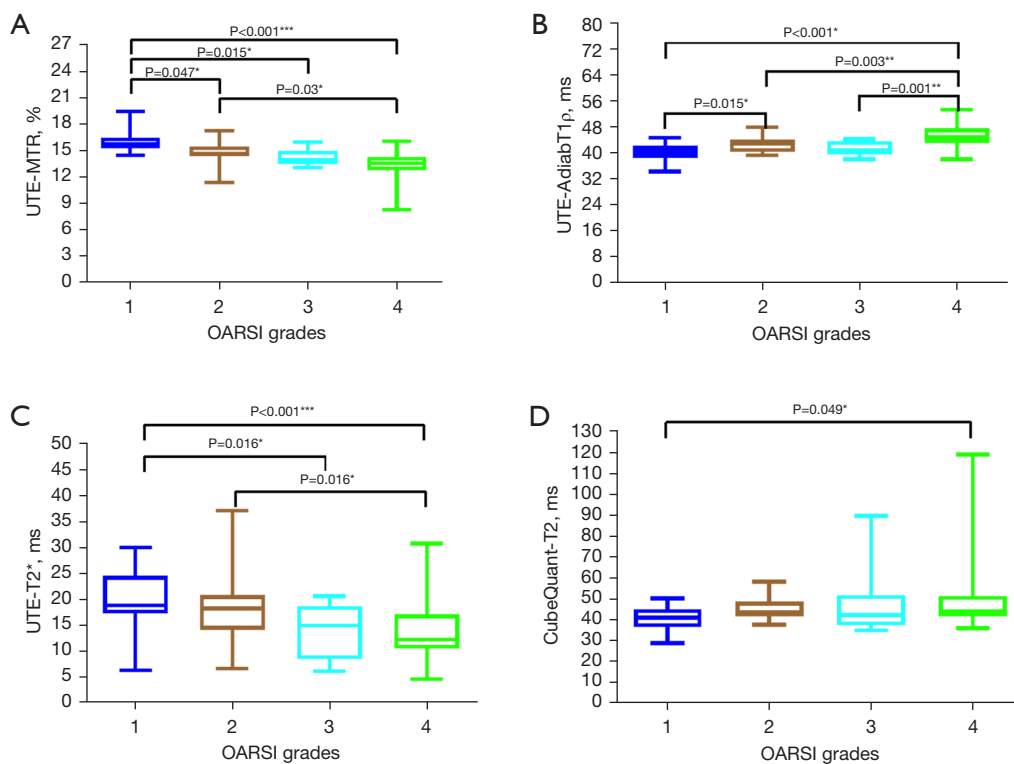 A
P<0.001***
P=0.015*
P=0.047*
P=0.03*
27
24
21
18
15
12
9
6
3
0
UTE-MTR, %
1 2 3 4
OARSI grades
B
P<0.001*
P=0.003**
P=0.001**
P=0.015*
80
72
64
56
48
40
32
24
16
8
0
UTE-AdiabT1ρ, ms
1 2 3 4
OARSI grades
C
P<0.001***
P=0.016*
P=0.016*
50
45
40
35
30
25
20
15
10
5
0
UTE-T2*, ms
1 2 3 4
OARSI grades
D
P=0.049*
130
120
110
100
90
80
70
60
50
40
30
20
10
0
CubeQuant-T2, ms
1 2 3 4
OARSI grades